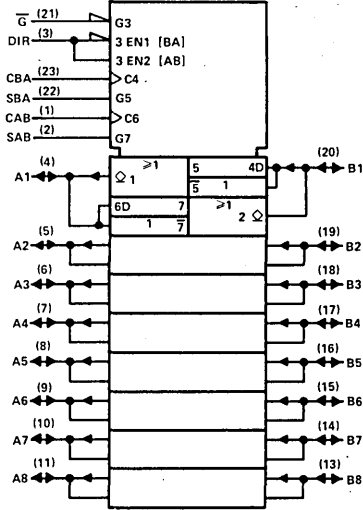 G̅ (21) G3
DIR (3) 3 EN1 [BA]
3 EN2 [AB]
CBA (23) C4
SBA (22) G5
CAB (1) C6
SAB (2) G7
A1 (4) ≥1 5 4D (20) B1
◇ 1 5̅ 1
6D 7 ≥1
1 7̅ 2 ◇
A2 (5) (19) B2
A3 (6) (18) B3
A4 (7) (17) B4
A5 (8) (16) B5
A6 (9) (15) B6
A7 (10) (14) B7
A8 (11) (13) B8